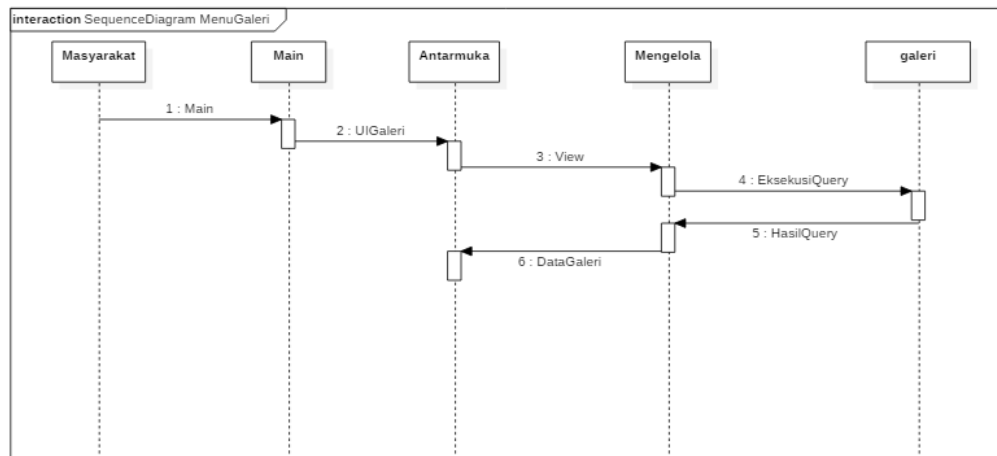 interaction SequenceDiagram MenuGaleri
Masyarakat
Main
Antarmuka
Mengelola
galeri
1 : Main
2 : UIGaleri
3 : View
4 : EksekusiQuery
5 : HasilQuery
6 : DataGaleri